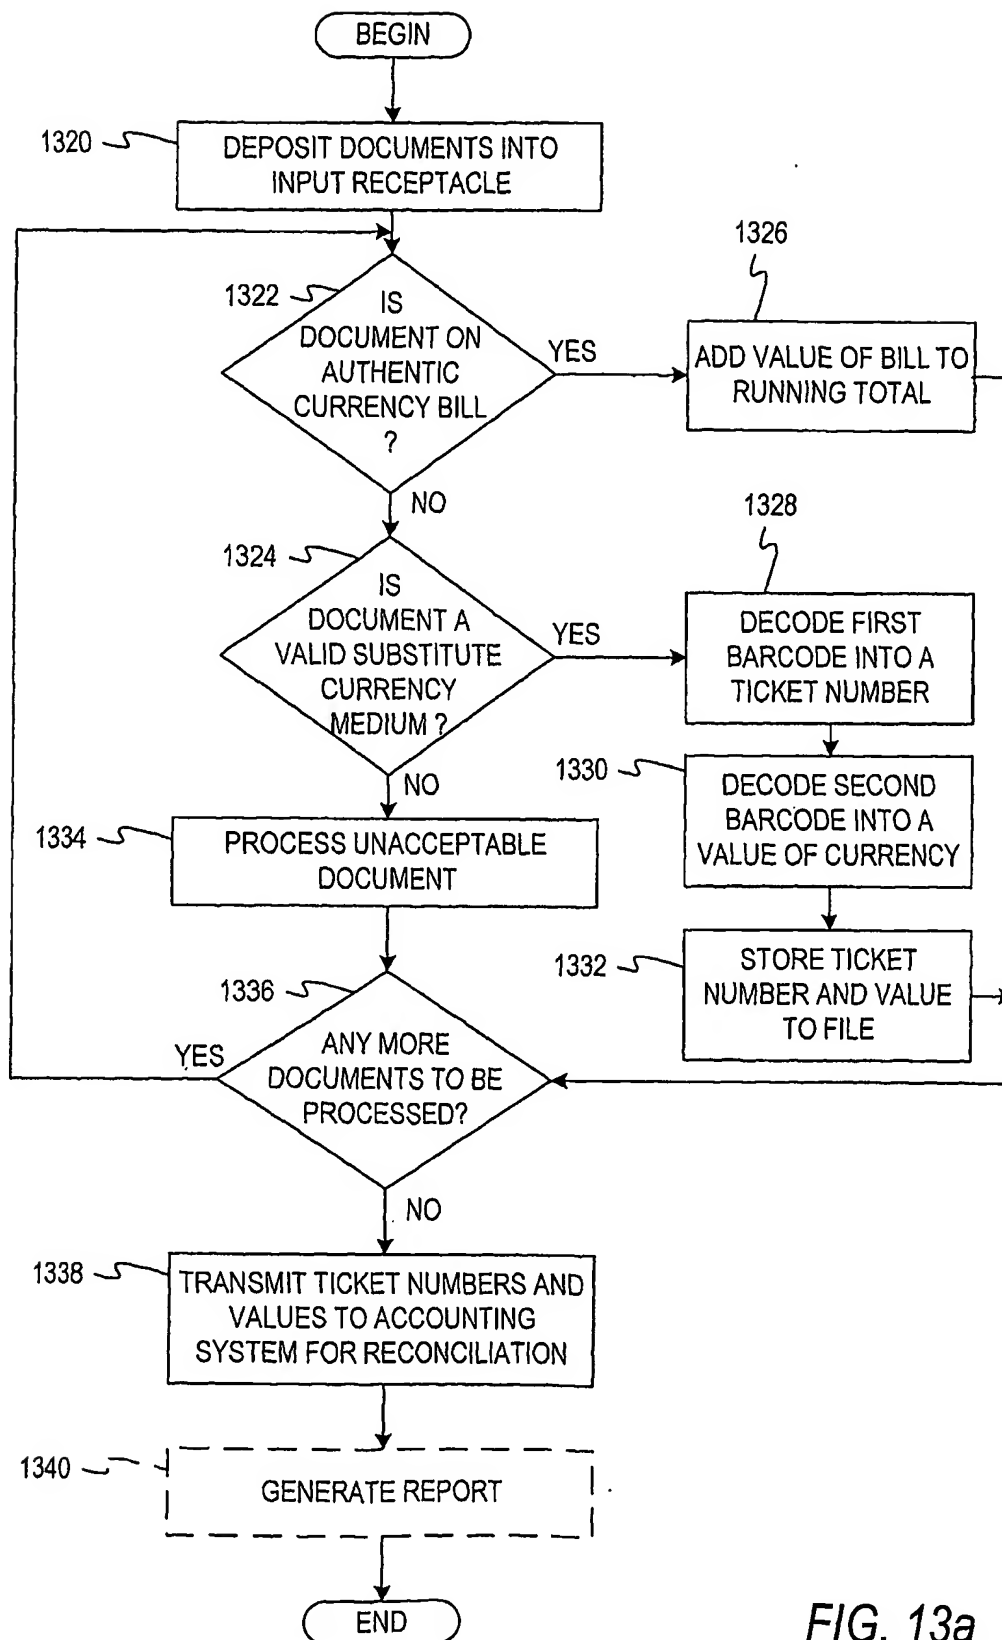 BEGIN
1320
DEPOSIT DOCUMENTS INTO
INPUT RECEPTACLE
1322
IS
DOCUMENT ON
AUTHENTIC
CURRENCY BILL
?
YES
1326
ADD VALUE OF BILL TO
RUNNING TOTAL
NO
1324
IS
DOCUMENT A
VALID SUBSTITUTE
CURRENCY
MEDIUM ?
YES
1328
DECODE FIRST
BARCODE INTO A
TICKET NUMBER
1330
DECODE SECOND
BARCODE INTO A
VALUE OF CURRENCY
1332
STORE TICKET
NUMBER AND VALUE
TO FILE
NO
1334
PROCESS UNACCEPTABLE
DOCUMENT
1336
ANY MORE
DOCUMENTS TO BE
PROCESSED?
YES
NO
1338
TRANSMIT TICKET NUMBERS AND
VALUES TO ACCOUNTING
SYSTEM FOR RECONCILIATION
1340
GENERATE REPORT
END
FIG. 13a